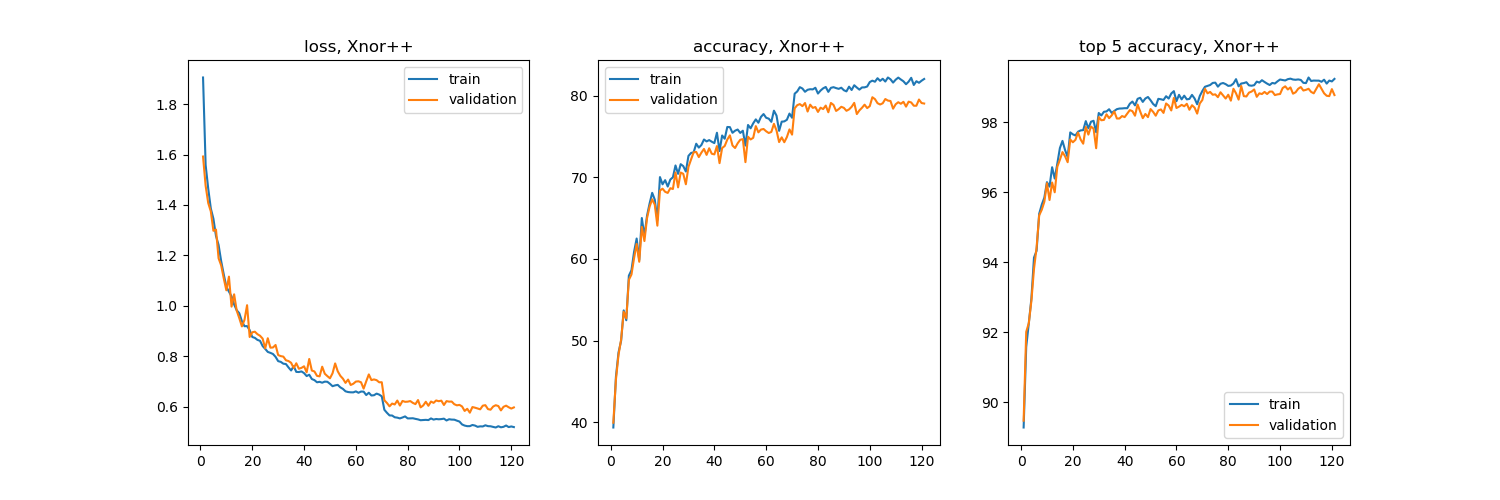 loss, Xnor++
train
validation
1.8
1.6
1.4
1.2
1.0
0.8
0.6
0 20 40 60 80 100 120
accuracy, Xnor++
train
validation
80
70
60
50
40
0 20 40 60 80 100 120
top 5 accuracy, Xnor++
98
96
94
92
90
train
validation
0 20 40 60 80 100 120